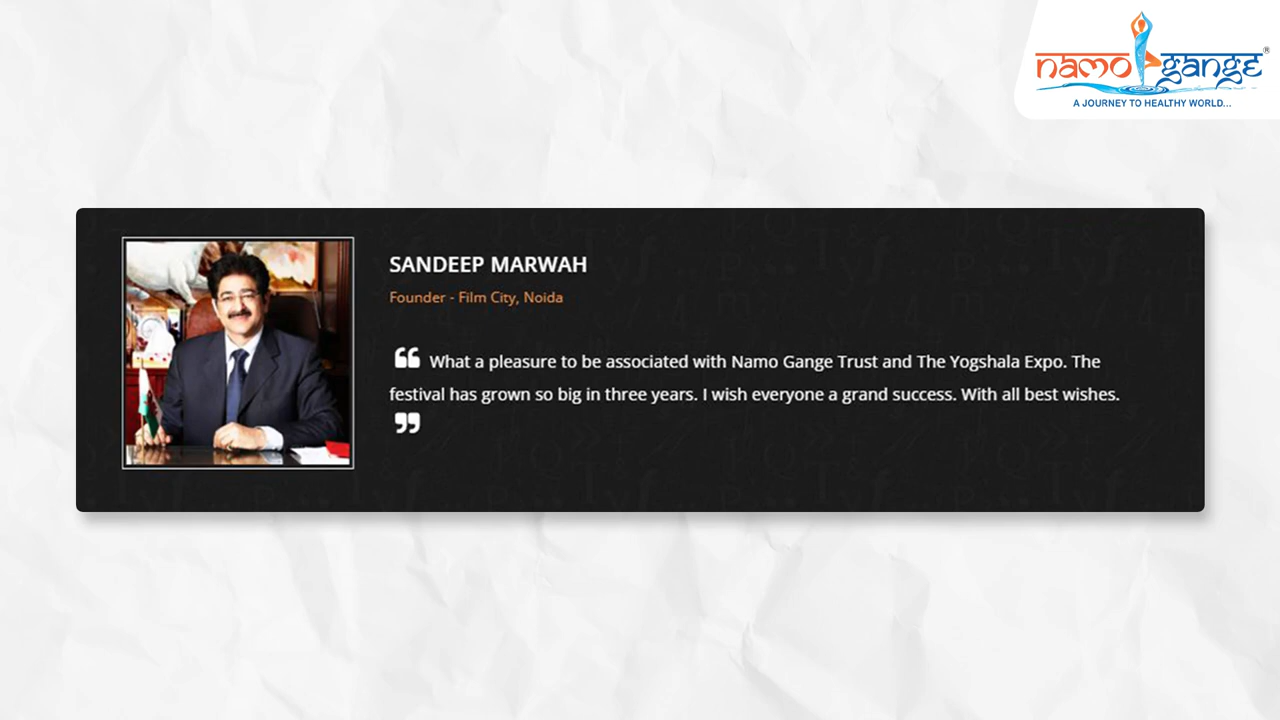 namo gange®
A JOURNEY TO HEALTHY WORLD...
SANDEEP MARWAH
Founder - Film City, Noida
❝ What a pleasure to be associated with Namo Gange Trust and The Yogshala Expo. The
festival has grown so big in three years. I wish everyone a grand success. With all best wishes.
❞